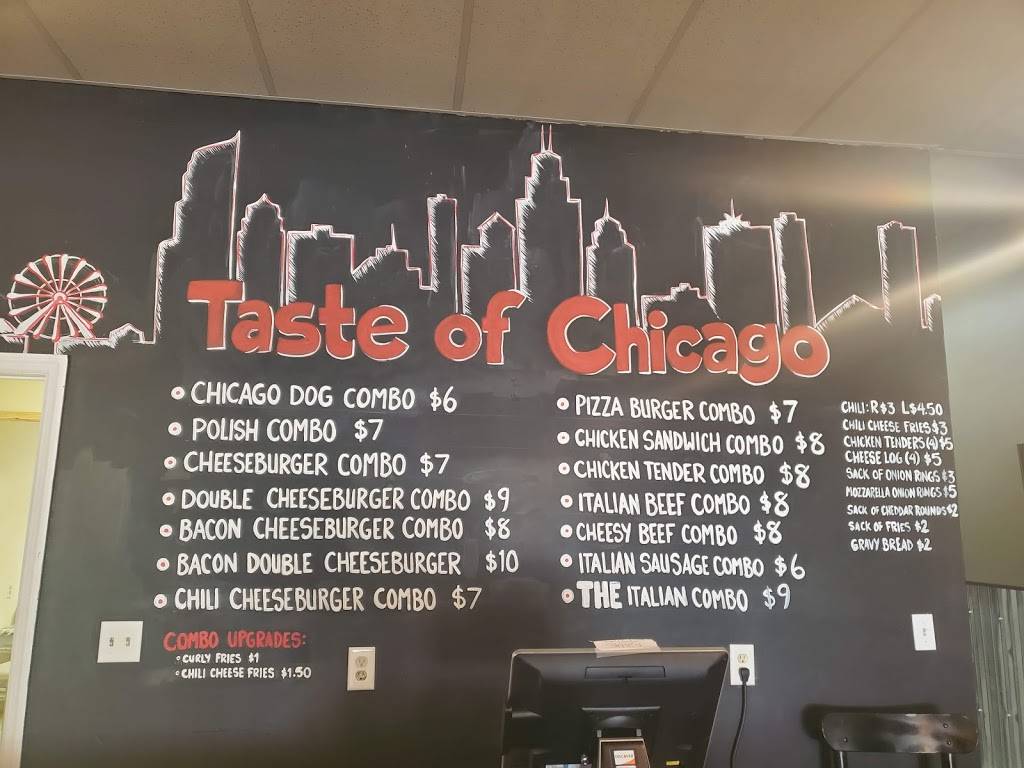 Taste of Chicago
CHICAGO DOG COMBO $6
POLISH COMBO $7
CHEESEBURGER COMBO $7
DOUBLE CHEESEBURGER COMBO $9
BACON CHEESEBURGER COMBO $8
BACON DOUBLE CHEESEBURGER $10
CHILI CHEESEBURGER COMBO $7
COMBO UPGRADES:
CURLY FRIES $1
CHILI CHEESE FRIES $1.50
PIZZA BURGER COMBO $7
CHICKEN SANDWICH COMBO $8
CHICKEN TENDER COMBO $8
ITALIAN BEEF COMBO $8
CHEESY BEEF COMBO $8
ITALIAN SAUSAGE COMBO $6
THE ITALIAN COMBO $9
CHILI: R $3 L $4.50
CHILI CHEESE FRIES $3
CHICKEN TENDERS (4) $5
CHEESE LOG (4) $5
SACK OF ONION RINGS $3
MOZZARELLA ONION RINGS $5
SACK OF CHEDDAR ROUNDS $2
SACK OF FRIES $2
GRAVY BREAD $2